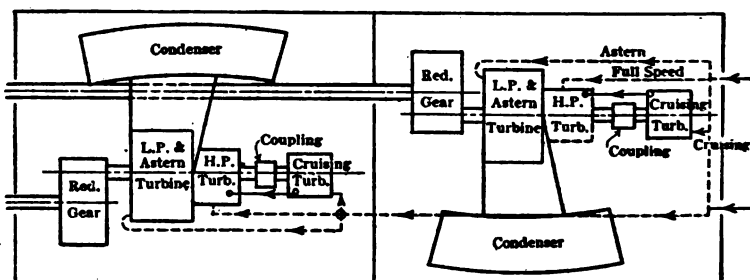 Condenser
L.P. &
Astern
Turbine
H.P.
Turb.
Coupling
Cruising
Turb.
Red.
Gear
Red.
Gear
L.P. &
Astern
Turbine
H.P.
Turb.
Astern
Full Speed
Cruising
Turb.
Coupling
Cruising
Condenser